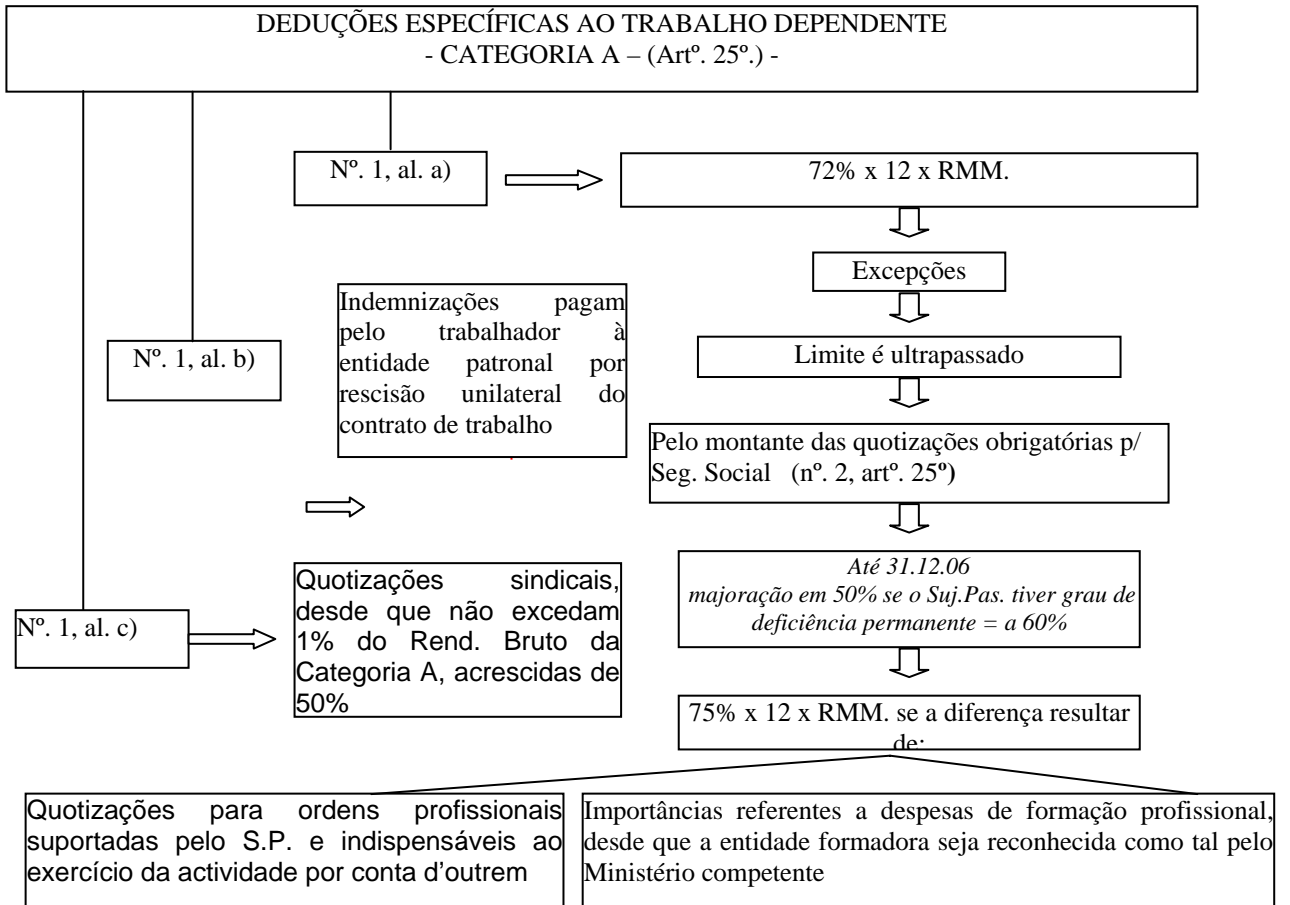 DEDUÇÕES ESPECÍFICAS AO TRABALHO DEPENDENTE
- CATEGORIA A – (Artº. 25º.) -
Nº. 1, al. a)
72% x 12 x RMM.
Excepções
Limite é ultrapassado
Pelo montante das quotizações obrigatórias p/
Seg. Social (nº. 2, artº. 25º)
Até 31.12.06
majoração em 50% se o Suj.Pas. tiver grau de
deficiência permanente = a 60%
75% x 12 x RMM. se a diferença resultar
de:
Nº. 1, al. b)
Indemnizações pagam
pelo trabalhador à
entidade patronal por
rescisão unilateral do
contrato de trabalho
Nº. 1, al. c)
Quotizações sindicais,
desde que não excedam
1% do Rend. Bruto da
Categoria A, acrescidas de
50%
Quotizações para ordens profissionais
suportadas pelo S.P. e indispensáveis ao
exercício da actividade por conta d'outrem
Importâncias referentes a despesas de formação profissional,
desde que a entidade formadora seja reconhecida como tal pelo
Ministério competente